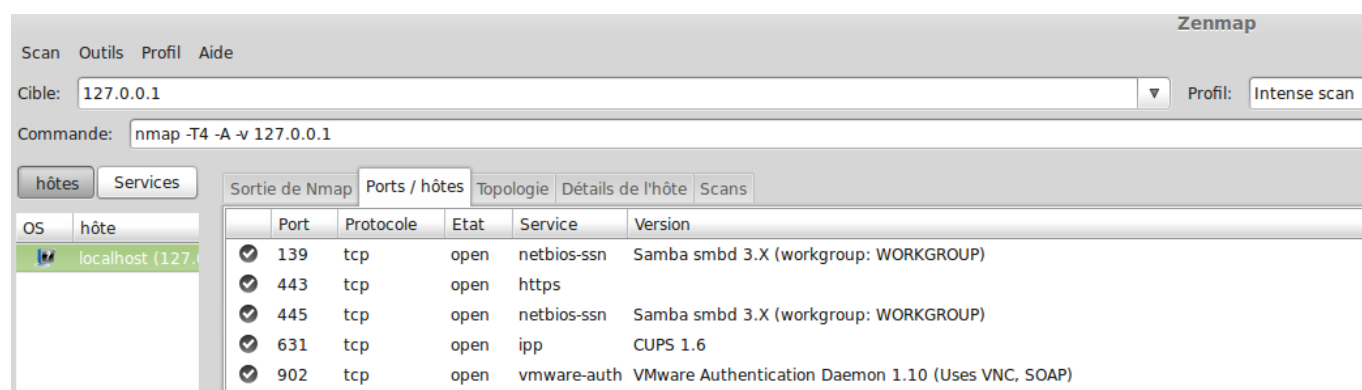 Zenmap
Scan Outils Profil Aide
Cible: 127.0.0.1 Profil: Intense scan
Commande: nmap -T4 -A -v 127.0.0.1
hôtes Services Sortie de Nmap Ports / hôtes Topologie Détails de l'hôte Scans
OS hôte Port Protocole Etat Service Version
localhost (127. 139 tcp open netbios-ssn Samba smbd 3.X (workgroup: WORKGROUP)
443 tcp open https
445 tcp open netbios-ssn Samba smbd 3.X (workgroup: WORKGROUP)
631 tcp open ipp CUPS 1.6
902 tcp open vmware-auth VMware Authentication Daemon 1.10 (Uses VNC, SOAP)